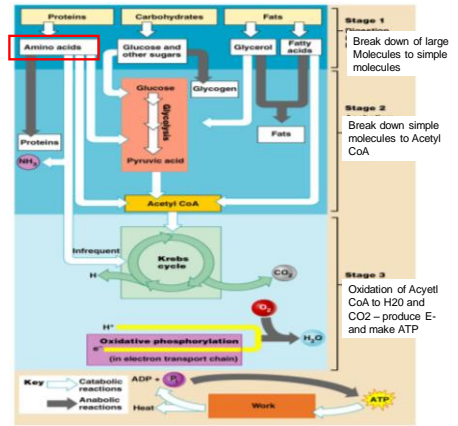 Proteins
Carbohydrates
Fats
Stage 1
Break down of large
Molecules to simple
molecules
Amino acids
Glucose and
other sugars
Glycerol
Fatty
acids
Glucose
Glycogen
Glycolysis
Pyruvic acid
Stage 2
Break down simple
molecules to Acetyl
CoA
Proteins
Fats
NH3
Acetyl CoA
Infrequent
Krebs
cycle
H
CO2
Stage 3
Oxidation of Acyetl
CoA to H20 and
CO2 – produce E-
and make ATP
O2
H+
H2O
e-
Oxidative phosphorylation
(in electron transport chain)
Key
Catabolic
reactions
Anabolic
reactions
ADP +
Pi
ATP
Heat
Work